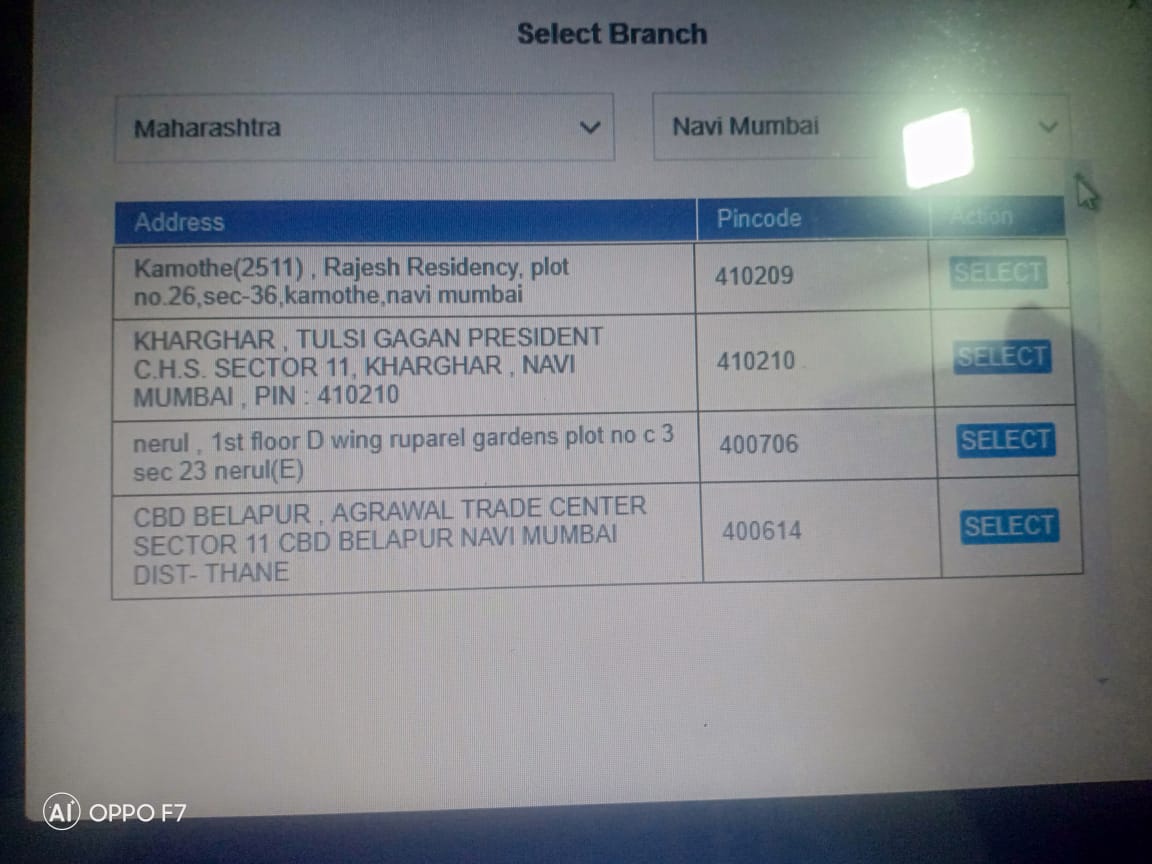 Select Branch
Maharashtra
Navi Mumbai
Address
Pincode
Action
Kamothe(2511) , Rajesh Residency, plot
no.26,sec-36,kamothe,navi mumbai
410209
SELECT
KHARGHAR , TULSI GAGAN PRESIDENT
C.H.S. SECTOR 11, KHARGHAR , NAVI
MUMBAI , PIN : 410210
410210
SELECT
nerul , 1st floor D wing ruparel gardens plot no c 3
sec 23 nerul(E)
400706
SELECT
CBD BELAPUR , AGRAWAL TRADE CENTER
SECTOR 11 CBD BELAPUR NAVI MUMBAI
DIST- THANE
400614
SELECT
AI OPPO F7